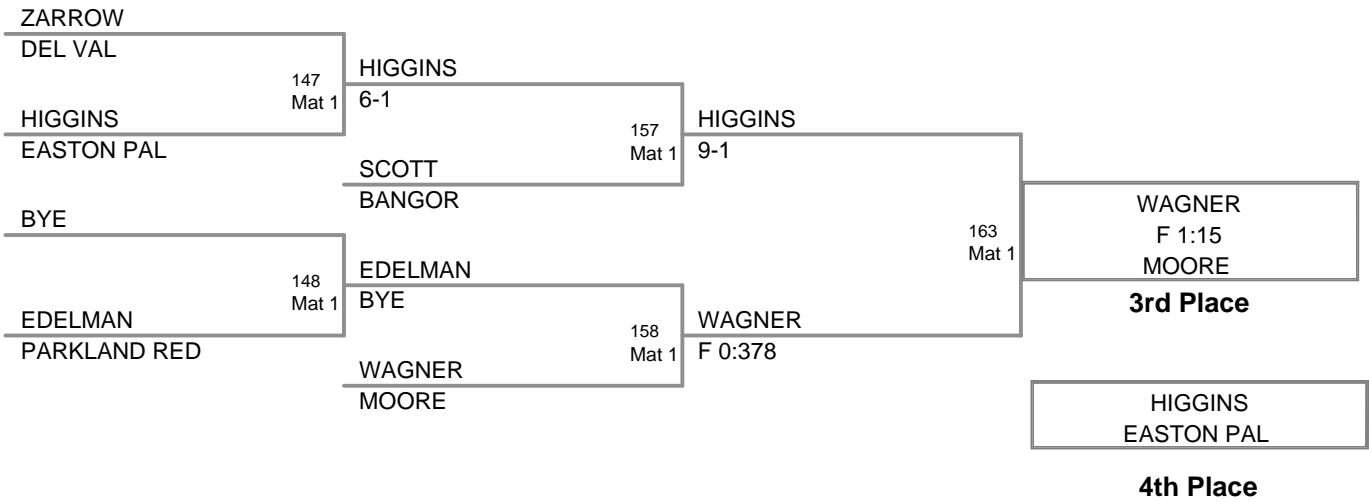 ZARROW
DEL VAL
147
Mat 1
HIGGINS
EASTON PAL
HIGGINS
6-1
157
Mat 1
SCOTT
BANGOR
HIGGINS
9-1
BYE
148
Mat 1
EDELMAN
PARKLAND RED
EDELMAN
BYE
158
Mat 1
WAGNER
MOORE
WAGNER
F 0:378
163
Mat 1
WAGNER
F 1:15
MOORE
3rd Place
HIGGINS
EASTON PAL
4th Place